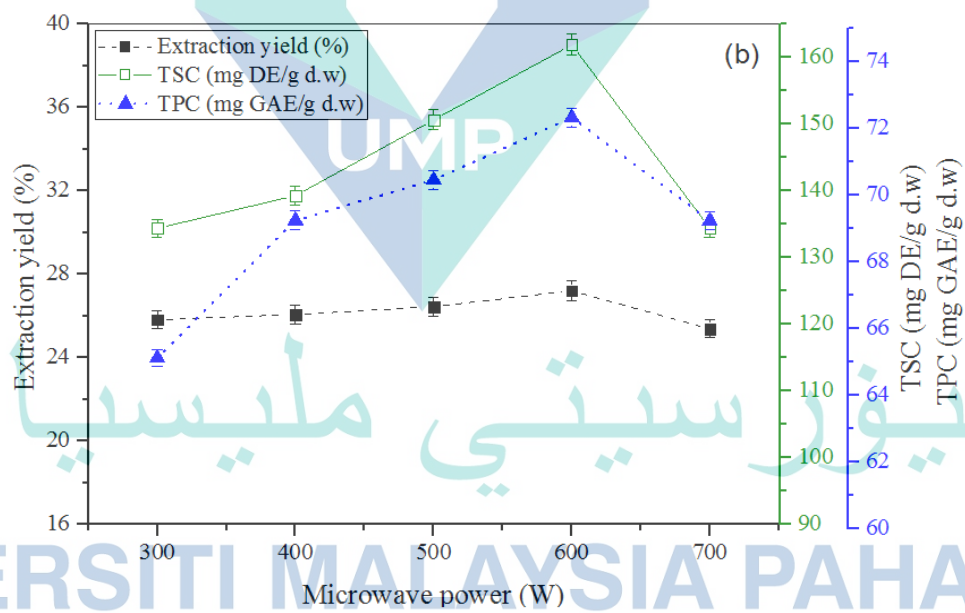 (b)
Extraction yield (%)
TSC (mg DE/g d.w)
TPC (mg GAE/g d.w)
UMP
Extraction yield (%)
40
36
32
28
24
20
16
300 400 500 600 700
Microwave power (W)
160
150
140
130
120
110
100
90
74
72
70
68
66
64
62
60
TSC (mg DE/g d.w)
TPC (mg GAE/g d.w)
يورسيتي مليسيا
ERSITI MALAYSIA PAHA